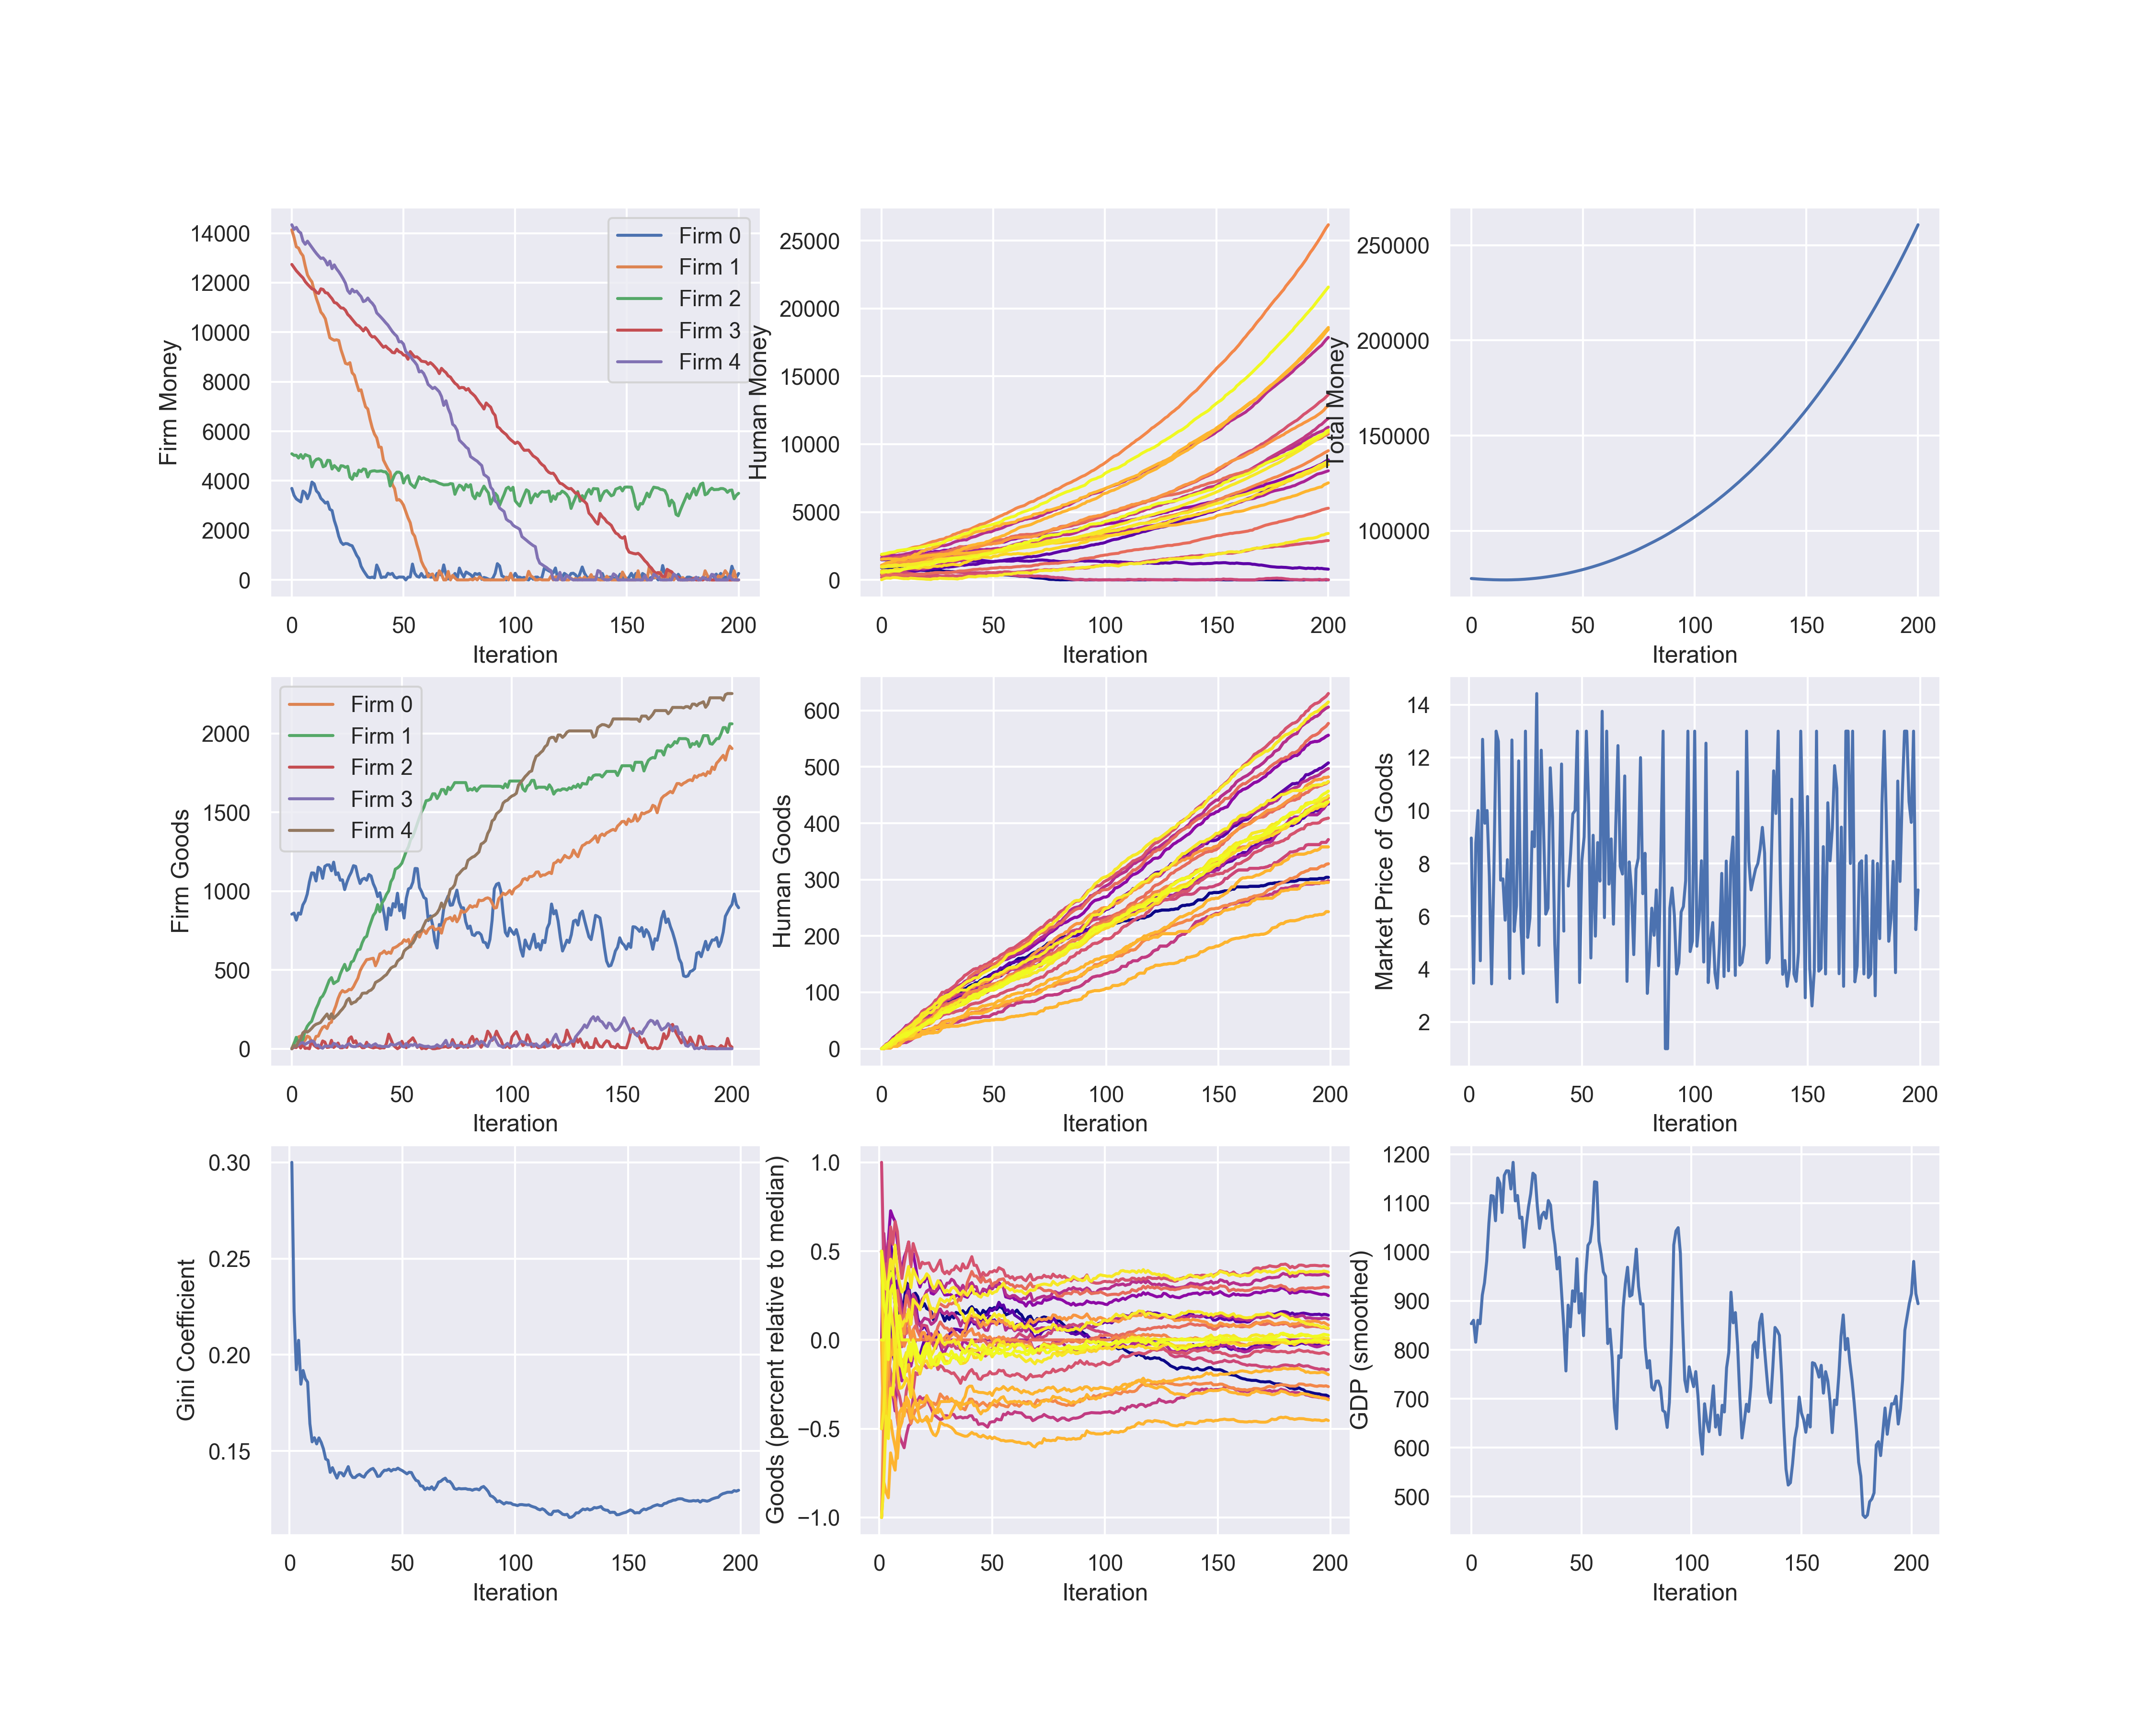 Firm Money
14000
12000
10000
8000
6000
4000
2000
0
Firm 0
Firm 1
Firm 2
Firm 3
Firm 4
0 50 100 150 200
Iteration
Human Money
25000
20000
15000
10000
5000
0
0 50 100 150 200
Iteration
Total Money
250000
200000
150000
100000
0 50 100 150 200
Iteration
Firm Goods
2000
1500
1000
500
0
Firm 0
Firm 1
Firm 2
Firm 3
Firm 4
0 50 100 150 200
Iteration
Human Goods
600
500
400
300
200
100
0
0 50 100 150 200
Iteration
Market Price of Goods
14
12
10
8
6
4
2
0 50 100 150 200
Iteration
Gini Coefficient
0.30
0.25
0.20
0.15
0 50 100 150 200
Iteration
Goods (percent relative to median)
1.0
0.5
0.0
−0.5
−1.0
0 50 100 150 200
Iteration
GDP (smoothed)
1200
1100
1000
900
800
700
600
500
0 50 100 150 200
Iteration